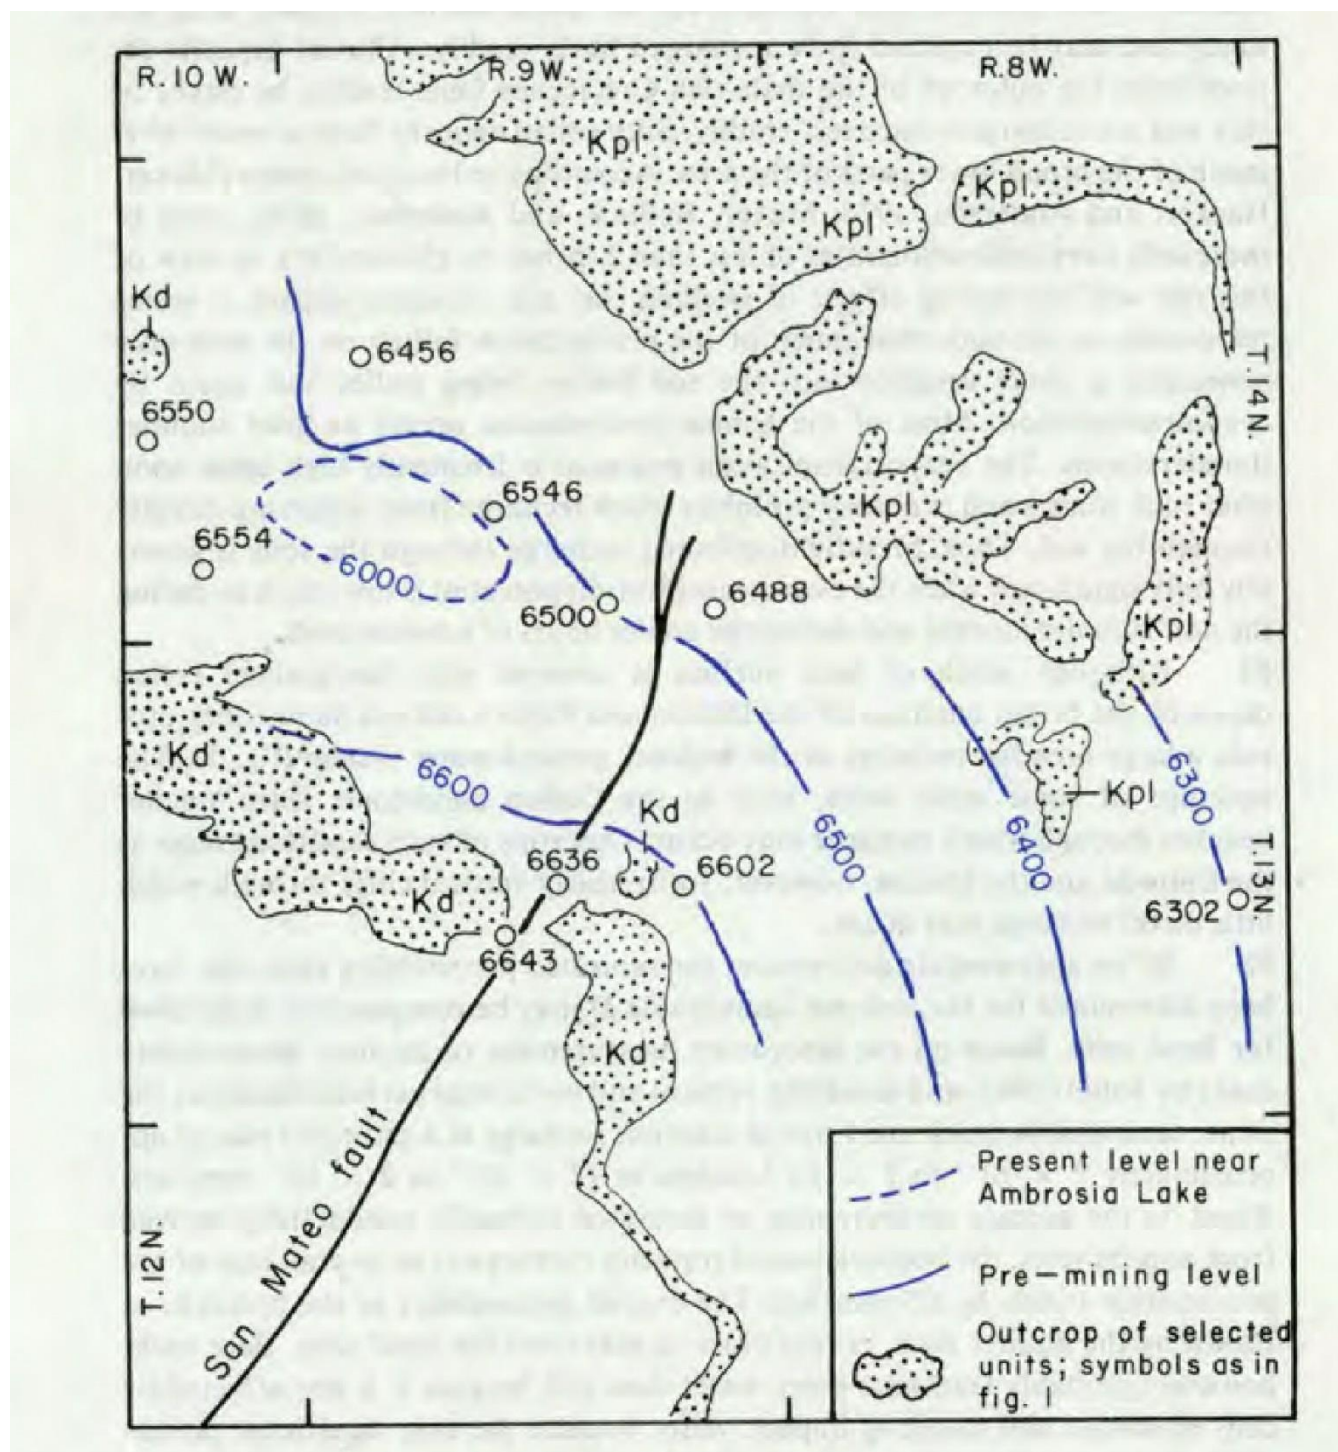 R. 10 W.
R.9W.
R.8W.
Kpl
Kpl
Kpl
Kd
6456
6550
T. 14 N.
6546
Kpl
6554
6000
6500
6488
Kpl
Kd
6600
Kd
6300
Kpl
6500
6400
6636
6602
T. 13 N.
Kd
6302
6643
Kd
San Mateo fault
T. 12 N.
Present level near
Ambrosia Lake
Pre-mining level
Outcrop of selected
units; symbols as in
fig. 1